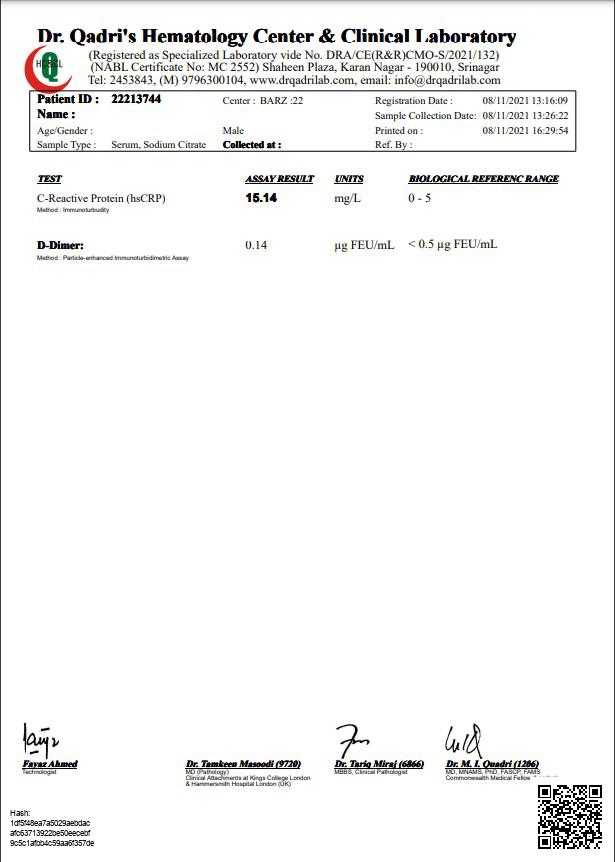 Dr. Qadri's Hematology Center & Clinical Laboratory
HC&CL
(Registered as Specialized Laboratory vide No. DRA/CE(R&R)CMO-S/2021/132)
(NABL Certificate No: MC 2552) Shaheen Plaza, Karan Nagar - 190010, Srinagar
Tel: 2453843, (M) 9796300104, www.drqadrilab.com, email: info@drqadrilab.com
Patient ID : 22213744 Center : BARZ :22 Registration Date : 08/11/2021 13:16:09
Name : Sample Collection Date: 08/11/2021 13:26:22
Age/Gender : Male Printed on : 08/11/2021 16:29:54
Sample Type : Serum, Sodium Citrate Collected at : Ref. By :
TEST ASSAY RESULT UNITS BIOLOGICAL REFERENC RANGE
C-Reactive Protein (hsCRP) 15.14 mg/L 0 - 5
Method : Immunoturbudity
D-Dimer: 0.14 µg FEU/mL < 0.5 µg FEU/mL
Method : Particle-enhanced Immunoturbidimetric Assay
Fayaz Ahmed Dr. Tamkeen Masoodi (9720) Dr. Tariq Miraj (6866) Dr. M. I. Quadri (1206)
Technologist MD (Pathology) MBBS, Clinical Pathologist MD, MNAMS, PhD, FASCP, FAMS
Clinical Attachments at Kings College London Commonwealth Medical Fellow
& Hammersmith Hospital London (UK)
Hash:
1df5f48ea7a5029aebdac
afc63713922be50eecebf
9c5c1afbb4c59aa6f357de